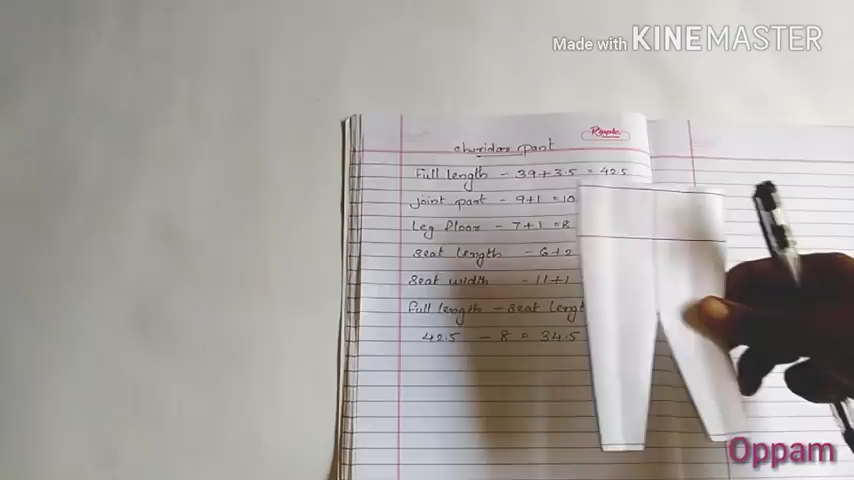 Made with KINEMASTER
Ripple
churidar pant
Full length - 39+3.5 = 42.5
joint part - 9+1 = 10
Leg floor - 7+1 = 8
seat length - 6+2
seat width - 11+1
Full length - seat lengt
42.5 - 8 = 34.5
Oppam